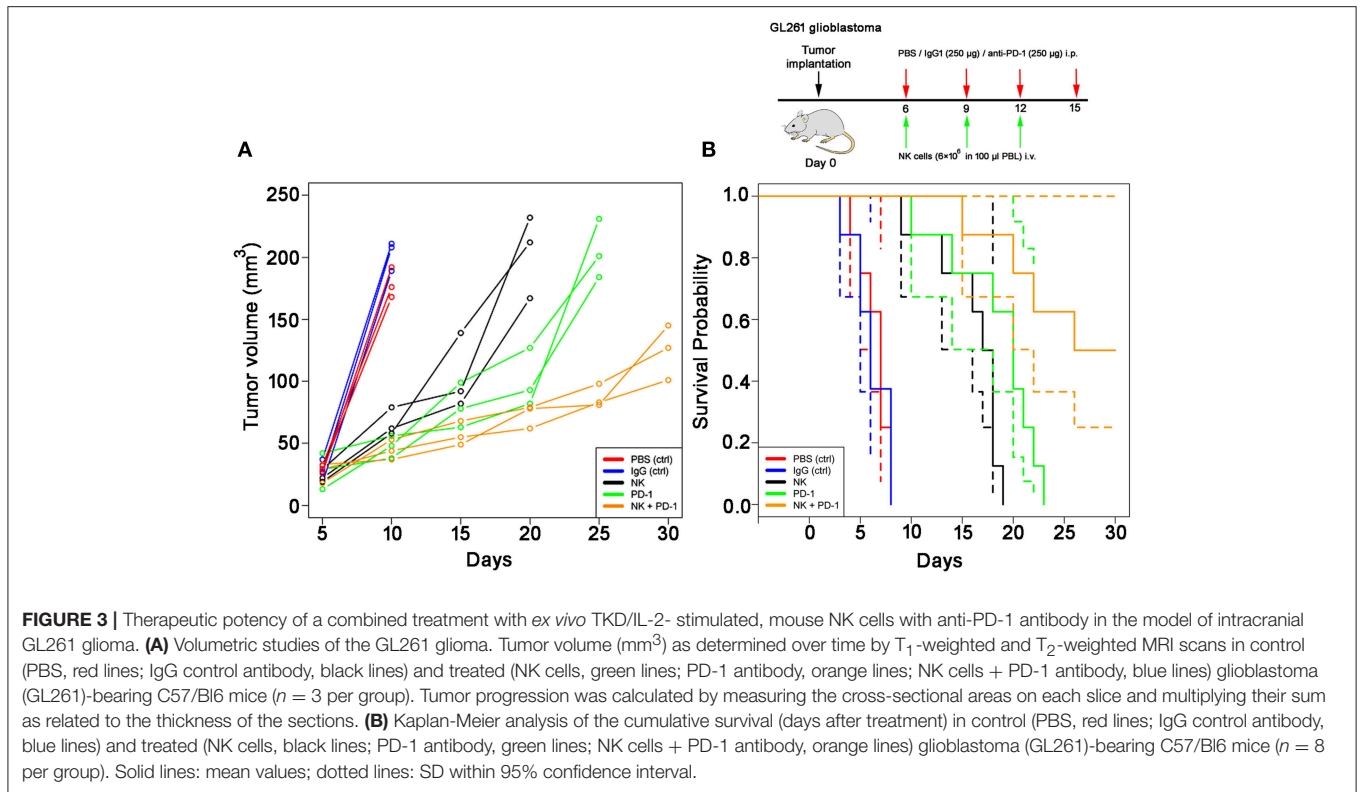 GL261 glioblastoma
Tumor
implantation
PBS / IgG1 (250 µg) / anti-PD-1 (250 µg) i.p.
6 9 12 15
Day 0
NK cells (6×10⁶ in 100 µl PBL) i.v.
A
Tumor volume (mm³)
250
200
150
100
50
0
5 10 15 20 25 30
Days
PBS (ctrl)
IgG (ctrl)
NK
PD-1
NK + PD-1
B
Survival Probability
1.0
0.8
0.6
0.4
0.2
0.0
0 5 10 15 20 25 30
Days
PBS (ctrl)
IgG (ctrl)
NK
PD-1
NK + PD-1
FIGURE 3 | Therapeutic potency of a combined treatment with ex vivo TKD/IL-2- stimulated, mouse NK cells with anti-PD-1 antibody in the model of intracranial
GL261 glioma. (A) Volumetric studies of the GL261 glioma. Tumor volume (mm³) as determined over time by T₁-weighted and T₂-weighted MRI scans in control
(PBS, red lines; IgG control antibody, black lines) and treated (NK cells, green lines; PD-1 antibody, orange lines; NK cells + PD-1 antibody, blue lines) glioblastoma
(GL261)-bearing C57/Bl6 mice (n = 3 per group). Tumor progression was calculated by measuring the cross-sectional areas on each slice and multiplying their sum
as related to the thickness of the sections. (B) Kaplan-Meier analysis of the cumulative survival (days after treatment) in control (PBS, red lines; IgG control antibody,
blue lines) and treated (NK cells, black lines; PD-1 antibody, green lines; NK cells + PD-1 antibody, orange lines) glioblastoma (GL261)-bearing C57/Bl6 mice (n = 8
per group). Solid lines: mean values; dotted lines: SD within 95% confidence interval.